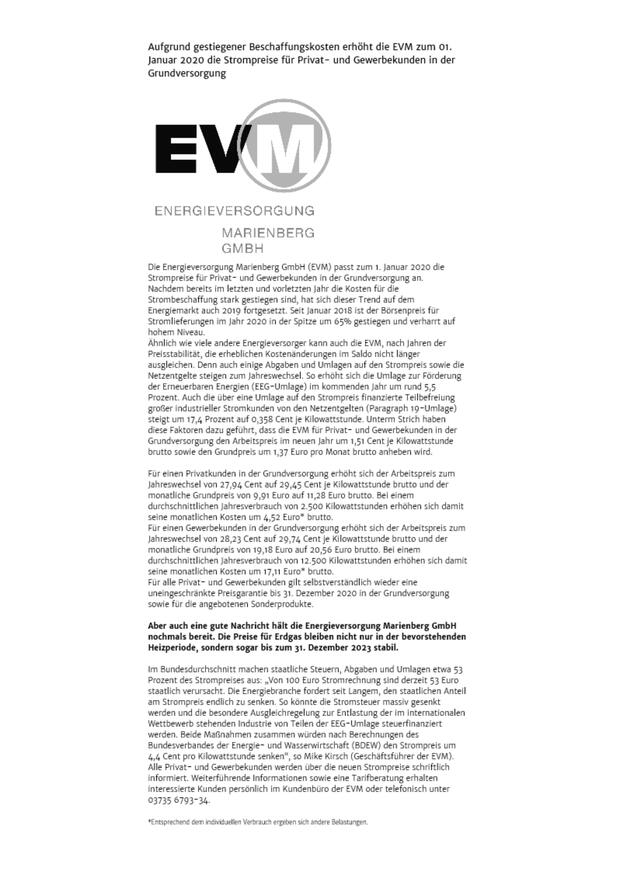 Aufgrund gestiegener Beschaffungskosten erhöht die EVM zum 01.
Januar 2020 die Strompreise für Privat- und Gewerbekunden in der
Grundversorgung
EVM
ENERGIEVERSORGUNG
MARIENBERG
GMBH
Die Energieversorgung Marienberg GmbH (EVM) passt zum 1. Januar 2020 die
Strompreise für Privat- und Gewerbekunden in der Grundversorgung an.
Nachdem bereits im letzten und vorletzten Jahr die Kosten für die
Strombeschaffung stark gestiegen sind, hat sich dieser Trend auf dem
Energiemarkt auch 2019 fortgesetzt. Seit Januar 2018 ist der Börsenpreis für
Stromlieferungen im Jahr 2020 in der Spitze um 65% gestiegen und verharrt auf
hohem Niveau.
Ähnlich wie viele andere Energieversorger kann auch die EVM, nach Jahren der
Preisstabilität, die erheblichen Kostenänderungen im Saldo nicht länger
ausgleichen. Denn auch einige Abgaben und Umlagen auf den Strompreis sowie die
Netzentgelte steigen zum Jahreswechsel. So erhöht sich die Umlage zur Förderung
der Erneuerbaren Energien (EEG-Umlage) im kommenden Jahr um rund 5,5
Prozent. Auch die über eine Umlage auf den Strompreis finanzierte Teilbefreiung
großer industrieller Stromkunden von den Netzentgelten (Paragraph 19-Umlage)
steigt um 17,4 Prozent auf 0,358 Cent je Kilowattstunde. Unterm Strich haben
diese Faktoren dazu geführt, dass die EVM für Privat- und Gewerbekunden in der
Grundversorgung den Arbeitspreis im neuen Jahr um 1,51 Cent je Kilowattstunde
brutto sowie den Grundpreis um 1,37 Euro pro Monat brutto anheben wird.
Für einen Privatkunden in der Grundversorgung erhöht sich der Arbeitspreis zum
Jahreswechsel von 27,94 Cent auf 29,45 Cent je Kilowattstunde brutto und der
monatliche Grundpreis von 9,91 Euro auf 11,28 Euro brutto. Bei einem
durchschnittlichen Jahresverbrauch von 2.500 Kilowattstunden erhöhen sich damit
seine monatlichen Kosten um 4,52 Euro* brutto.
Für einen Gewerbekunden in der Grundversorgung erhöht sich der Arbeitspreis zum
Jahreswechsel von 28,23 Cent auf 29,74 Cent je Kilowattstunde brutto und der
monatliche Grundpreis von 19,18 Euro auf 20,56 Euro brutto. Bei einem
durchschnittlichen Jahresverbrauch von 12.500 Kilowattstunden erhöhen sich damit
seine monatlichen Kosten um 17,11 Euro* brutto.
Für alle Privat- und Gewerbekunden gilt selbstverständlich wieder eine
uneingeschränkte Preisgarantie bis 31. Dezember 2020 in der Grundversorgung
sowie für die angebotenen Sonderprodukte.
Aber auch eine gute Nachricht hält die Energieversorgung Marienberg GmbH
nochmals bereit. Die Preise für Erdgas bleiben nicht nur in der bevorstehenden
Heizperiode, sondern sogar bis zum 31. Dezember 2023 stabil.
Im Bundesdurchschnitt machen staatliche Steuern, Abgaben und Umlagen etwa 53
Prozent des Strompreises aus: „Von 100 Euro Stromrechnung sind derzeit 53 Euro
staatlich verursacht. Die Energiebranche fordert seit Langem, den staatlichen Anteil
am Strompreis endlich zu senken. So könnte die Stromsteuer massiv gesenkt
werden und die besondere Ausgleichregelung zur Entlastung der im internationalen
Wettbewerb stehenden Industrie von Teilen der EEG-Umlage steuerfinanziert
werden. Beide Maßnahmen zusammen würden nach Berechnungen des
Bundesverbandes der Energie- und Wasserwirtschaft (BDEW) den Strompreis um
4,4 Cent pro Kilowattstunde senken“, so Mike Kirsch (Geschäftsführer der EVM).
Alle Privat- und Gewerbekunden werden über die neuen Strompreise schriftlich
informiert. Weiterführende Informationen sowie eine Tarifberatung erhalten
interessierte Kunden persönlich im Kundenbüro der EVM oder telefonisch unter
03735 6793-34.
*Entsprechend dem individuellen Verbrauch ergeben sich andere Belastungen.